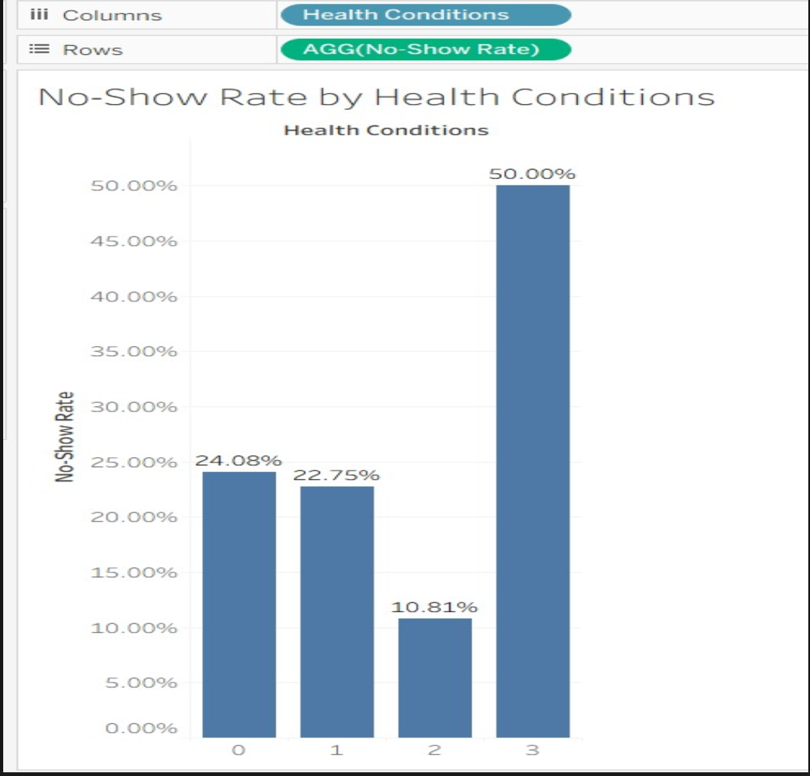 Columns Health Conditions
Rows AGG(No-Show Rate)
No-Show Rate by Health Conditions
Health Conditions
50.00%
50.00%
45.00%
40.00%
35.00%
30.00%
No-Show Rate
25.00%
24.08%
22.75%
20.00%
15.00%
10.81%
10.00%
5.00%
0.00%
0 1 2 3